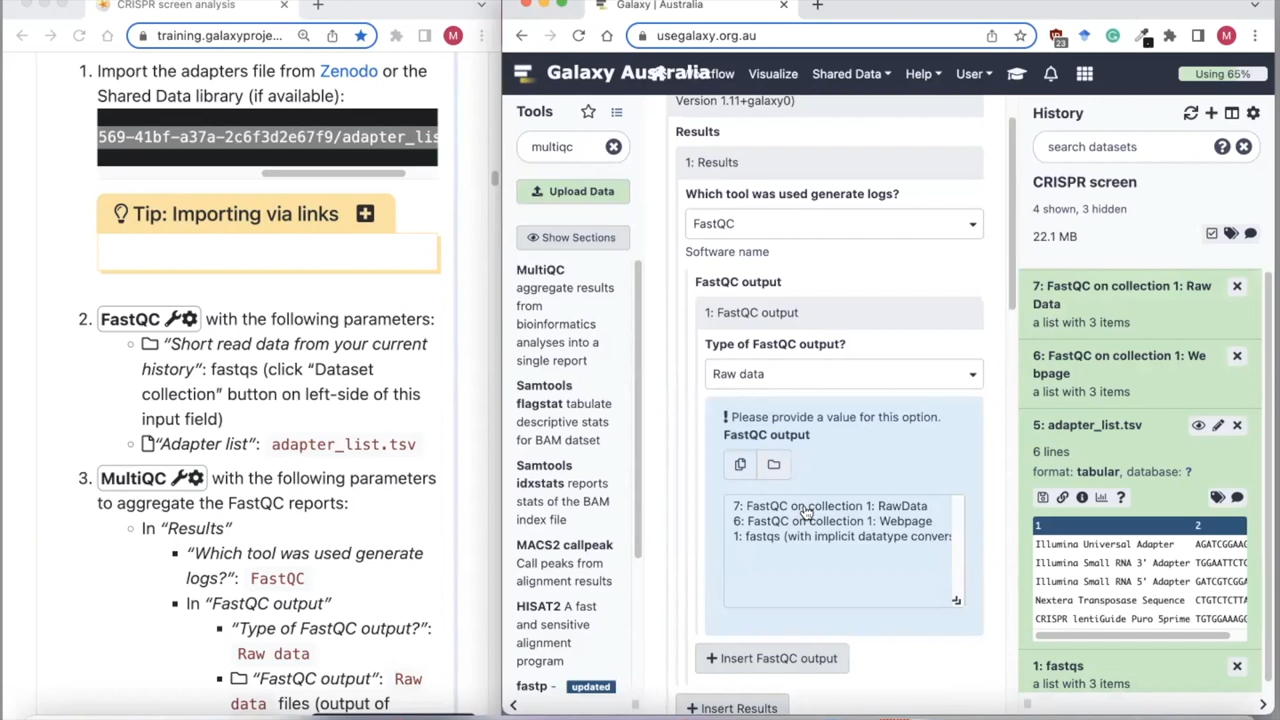 CRISPR screen analysis
training.galaxyproje...
M
1. Import the adapters file from Zenodo or the
Shared Data library (if available):
569-41bf-a37a-2c6f3d2e67f9/adapter_lis
Tip: Importing via links
2. FastQC with the following parameters:
"Short read data from your current
history": fastqs (click "Dataset
collection" button on left-side of this
input field)
"Adapter list": adapter_list.tsv
3. MultiQC with the following parameters
to aggregate the FastQC reports:
In "Results"
"Which tool was used generate
logs?": FastQC
In "FastQC output"
"Type of FastQC output?":
Raw data
"FastQC output": Raw
data files (output of
Galaxy | Australia
usegalaxy.org.au
23
M
Galaxy Australia
Workflow Visualize Shared Data Help User
Using 65%
Tools
multiqc
Upload Data
Show Sections
MultiQC
aggregate results
from
bioinformatics
analyses into a
single report
Samtools
flagstat tabulate
descriptive stats
for BAM datset
Samtools
idxstats reports
stats of the BAM
index file
MACS2 callpeak
Call peaks from
alignment results
HISAT2 A fast
and sensitive
alignment
program
fastp - updated
Version 1.11+galaxy0)
Results
1: Results
Which tool was used generate logs?
FastQC
Software name
FastQC output
1: FastQC output
Type of FastQC output?
Raw data
! Please provide a value for this option.
FastQC output
7: FastQC on collection 1: RawData
6: FastQC on collection 1: Webpage
1: fastqs (with implicit datatype convers
+ Insert FastQC output
+ Insert Results
History
search datasets
CRISPR screen
4 shown, 3 hidden
22.1 MB
7: FastQC on collection 1: Raw
Data
a list with 3 items
6: FastQC on collection 1: We
bpage
a list with 3 items
5: adapter_list.tsv
6 lines
format: tabular, database: ?
1 2
Illumina Universal Adapter AGATCGGAAG
Illumina Small RNA 3' Adapter TGGAATTCTC
Illumina Small RNA 5' Adapter GATCGTCGGA
Nextera Transposase Sequence CTGTCTCTTA
CRISPR lentiGuide Puro 5prime TGTGGAAAGC
1: fastqs
a list with 3 items